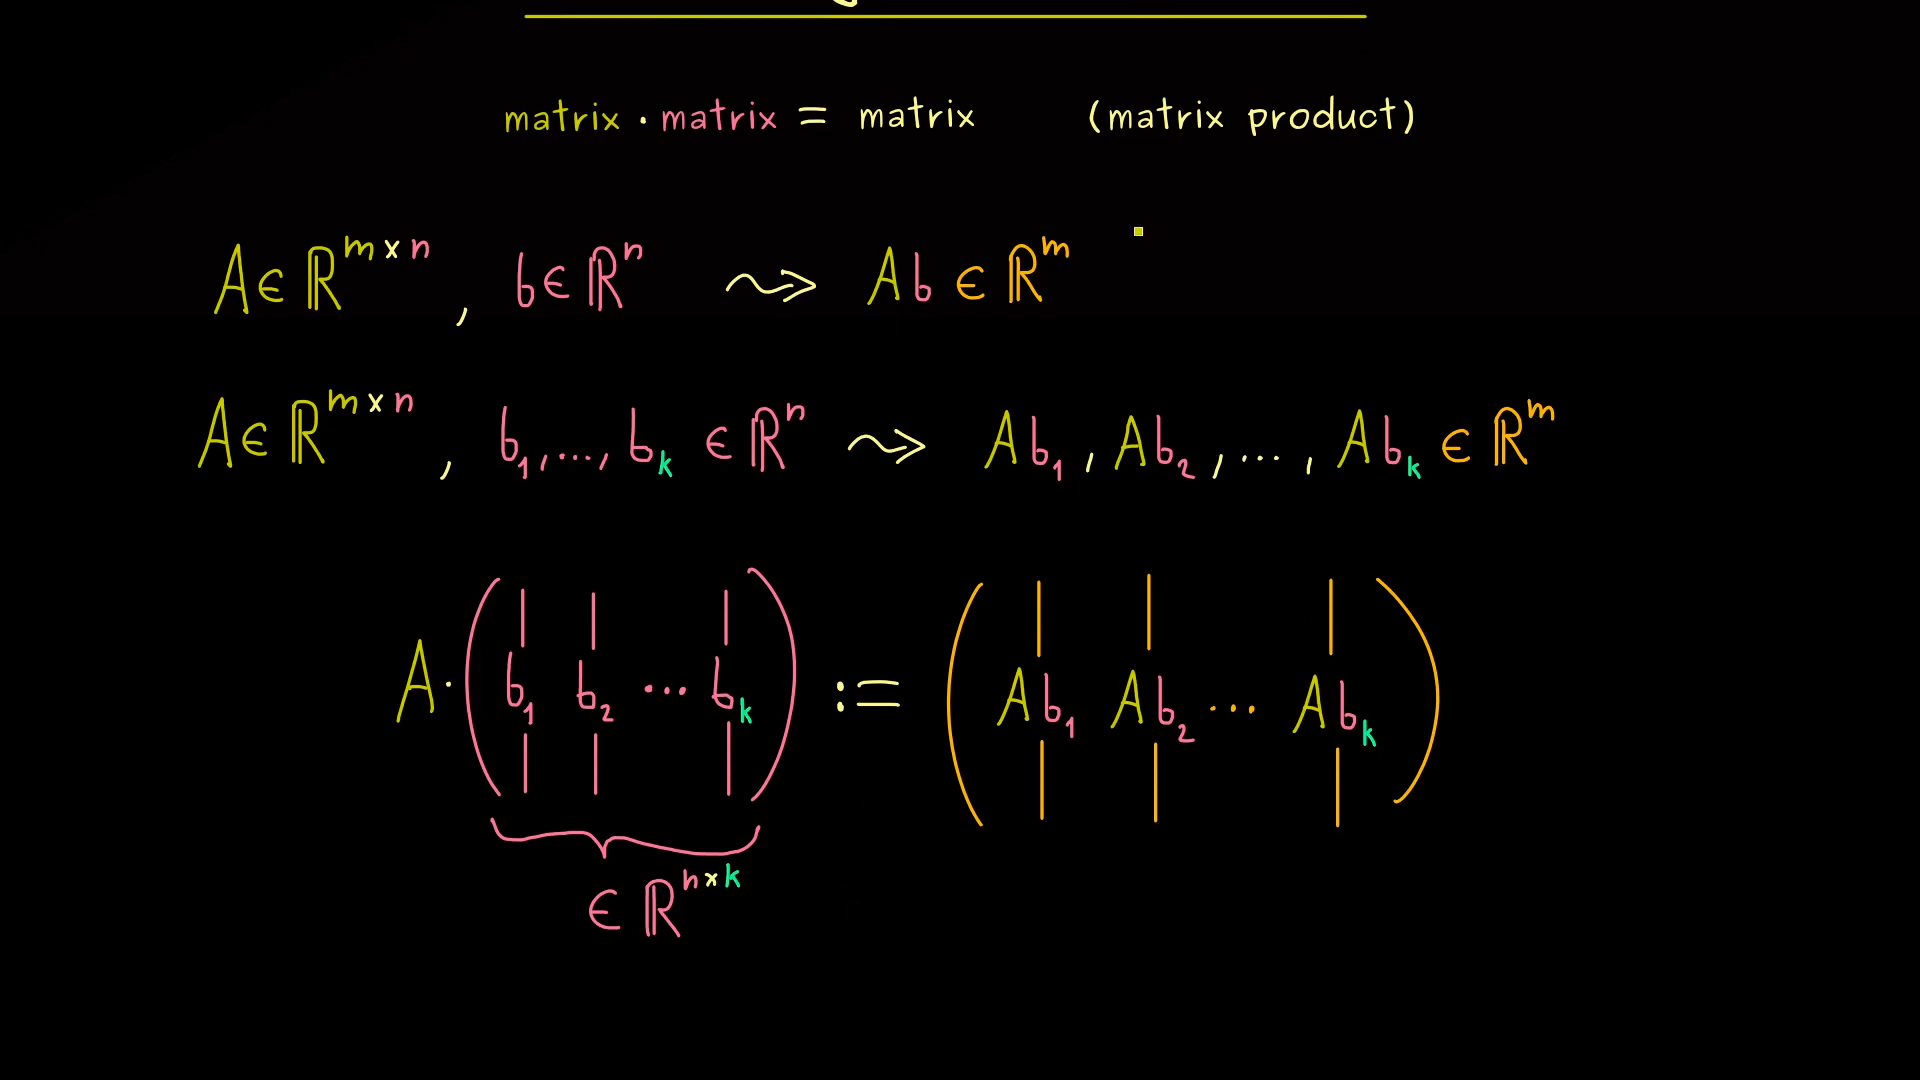 matrix · matrix = matrix (matrix product)
A ∈ ℝ^{m×n} , b ∈ ℝ^n ⇝ Ab ∈ ℝ^m
A ∈ ℝ^{m×n} , b_1, ..., b_k ∈ ℝ^n ⇝ Ab_1 , Ab_2 , ... , Ab_k ∈ ℝ^m
A · ( b_1 b_2 ... b_k ) := ( Ab_1 Ab_2 ... Ab_k )
∈ ℝ^{n×k}